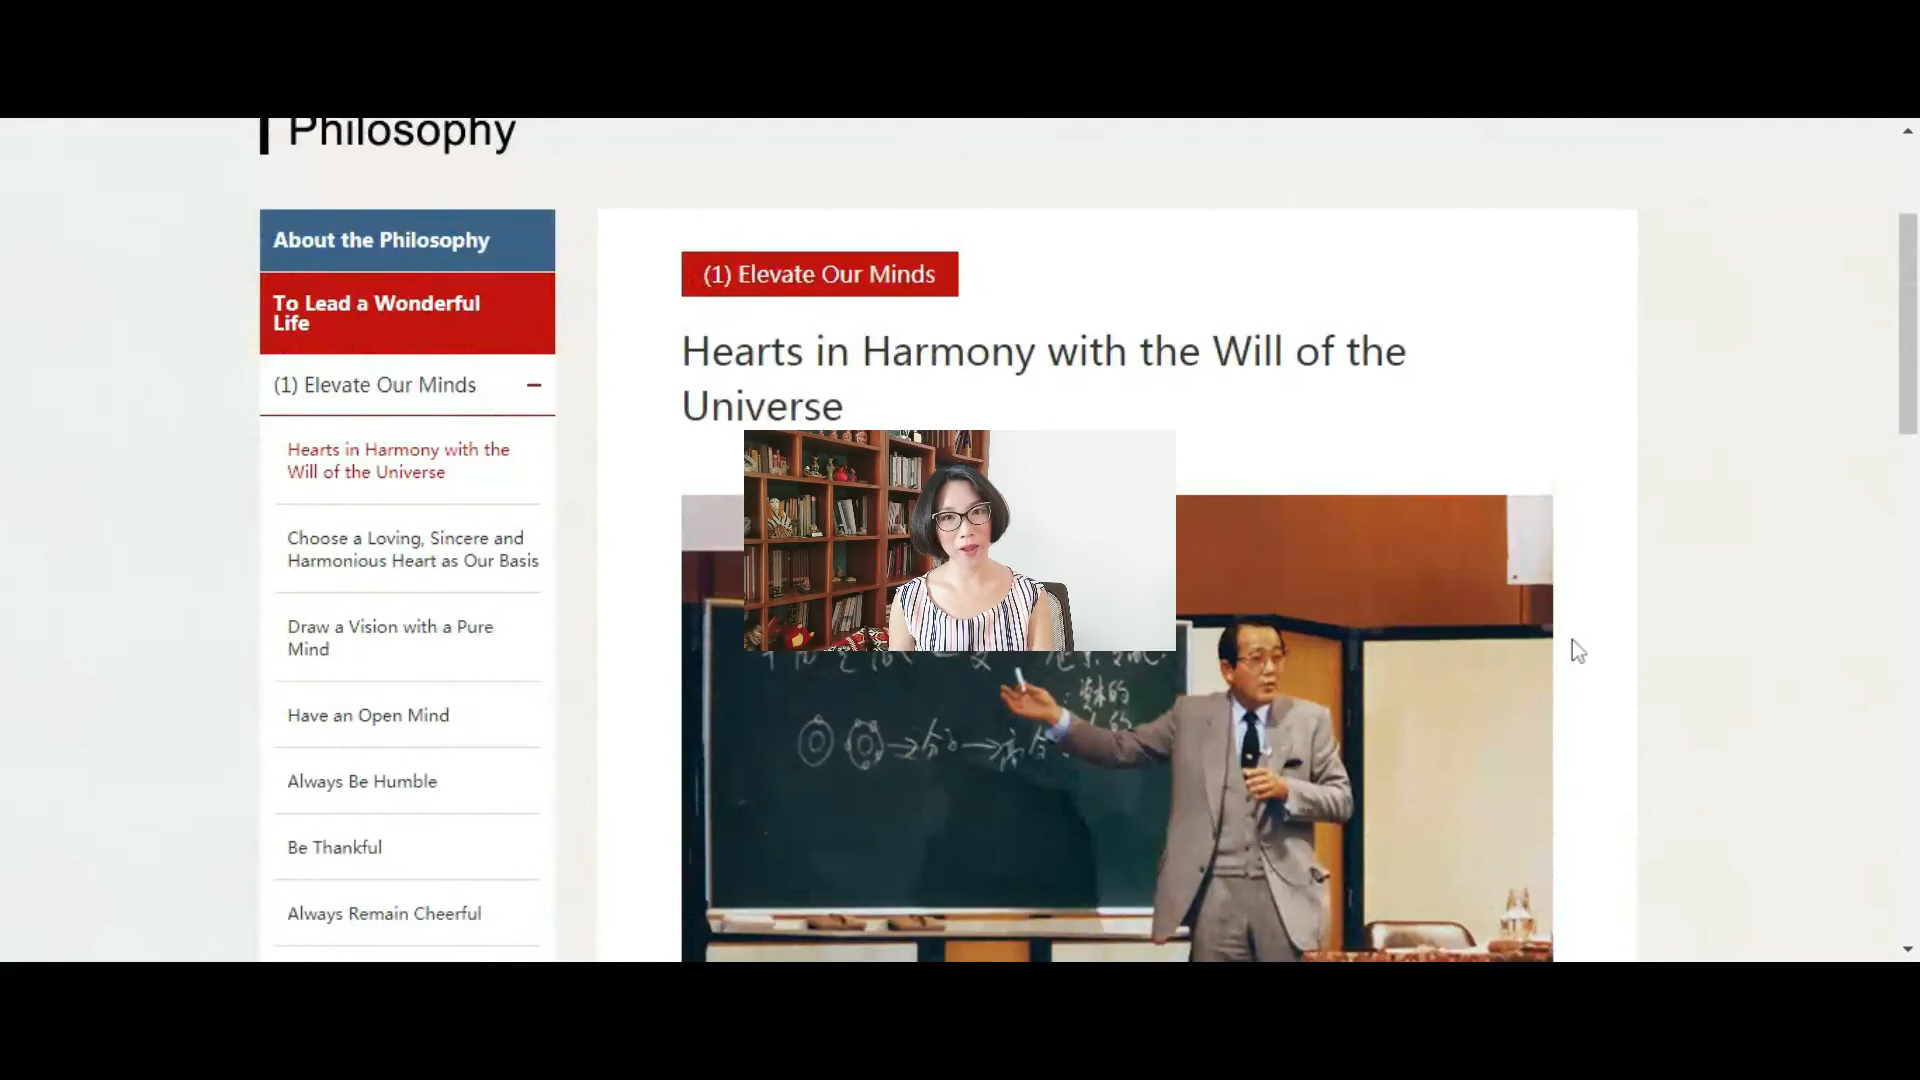 Philosophy
About the Philosophy
To Lead a Wonderful
Life
(1) Elevate Our Minds
Hearts in Harmony with the
Will of the Universe
Choose a Loving, Sincere and
Harmonious Heart as Our Basis
Draw a Vision with a Pure
Mind
Have an Open Mind
Always Be Humble
Be Thankful
Always Remain Cheerful
(1) Elevate Our Minds
Hearts in Harmony with the Will of the
Universe